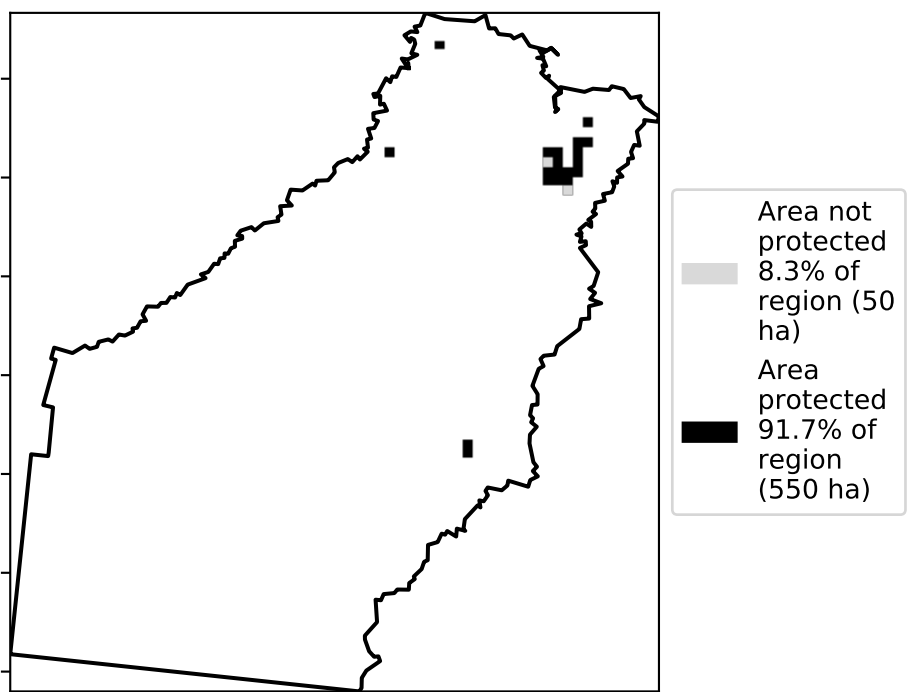 Area not
protected
8.3% of
region (50
ha)
Area
protected
91.7% of
region
(550 ha)